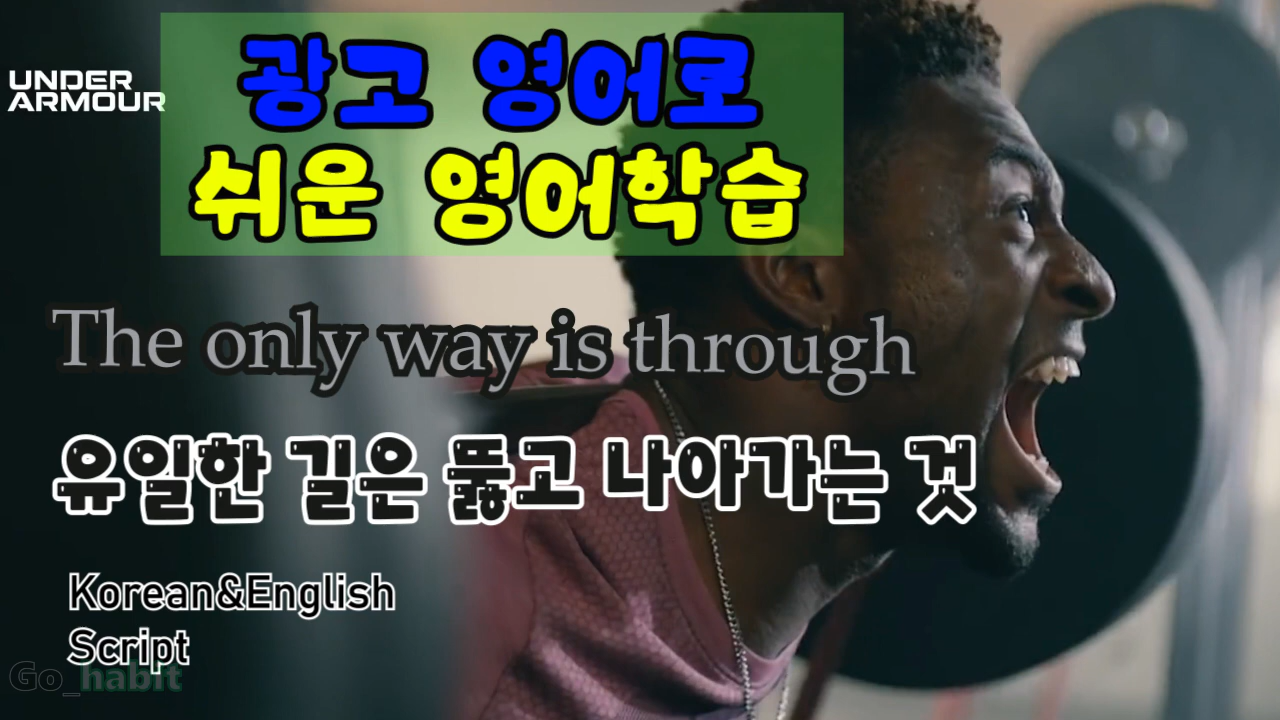 UNDER
ARMOUR
광고 영어로
쉬운 영어학습
The only way is through
유일한 길은 뚫고 나아가는 것
Korean&English
Script
Go_habit